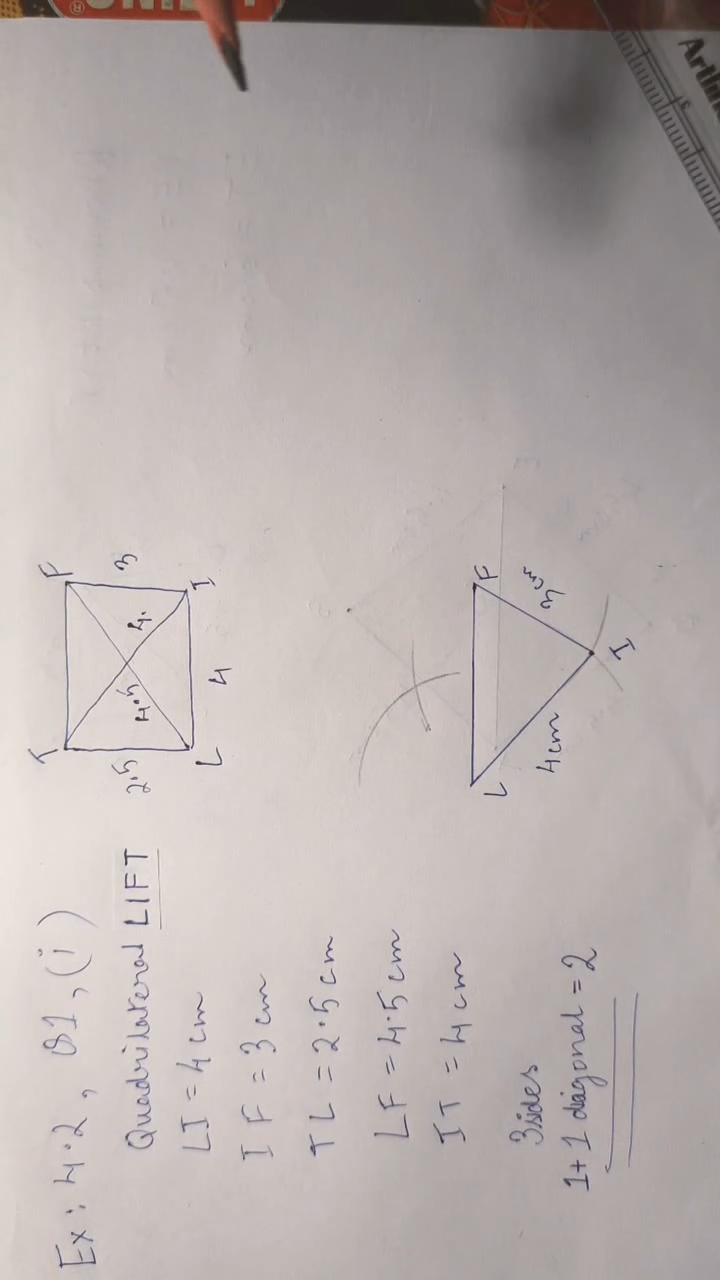 Ex: 4.2, Q1, (i)
Quadrilateral LIFT
LI = 4 cm
IF = 3 cm
TL = 2.5 cm
LF = 4.5 cm
IT = 4 cm
3 sides
1+1 diagonal = 2
T
F
2.5
4.5
4.
3
L
4
I
L
F
4 cm
3 cm
I